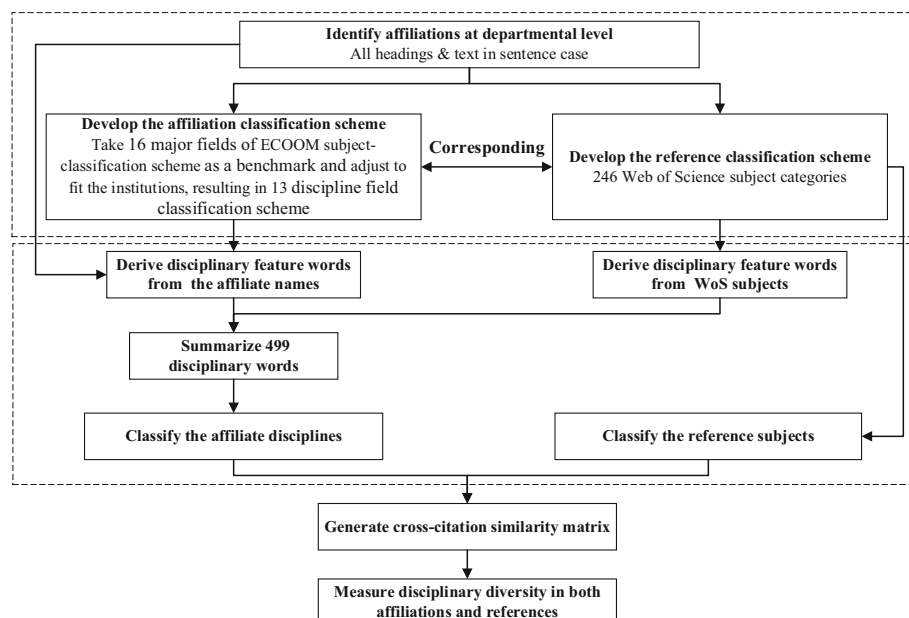 Identify affiliations at departmental level
All headings & text in sentence case
Develop the affiliation classification scheme
Take 16 major fields of ECOOM subject-
classification scheme as a benchmark and adjust to
fit the institutions, resulting in 13 discipline field
classification scheme
Corresponding
Develop the reference classification scheme
246 Web of Science subject categories
Derive disciplinary feature words
from the affiliate names
Derive disciplinary feature words
from WoS subjects
Summarize 499
disciplinary words
Classify the affiliate disciplines
Classify the reference subjects
Generate cross-citation similarity matrix
Measure disciplinary diversity in both
affiliations and references